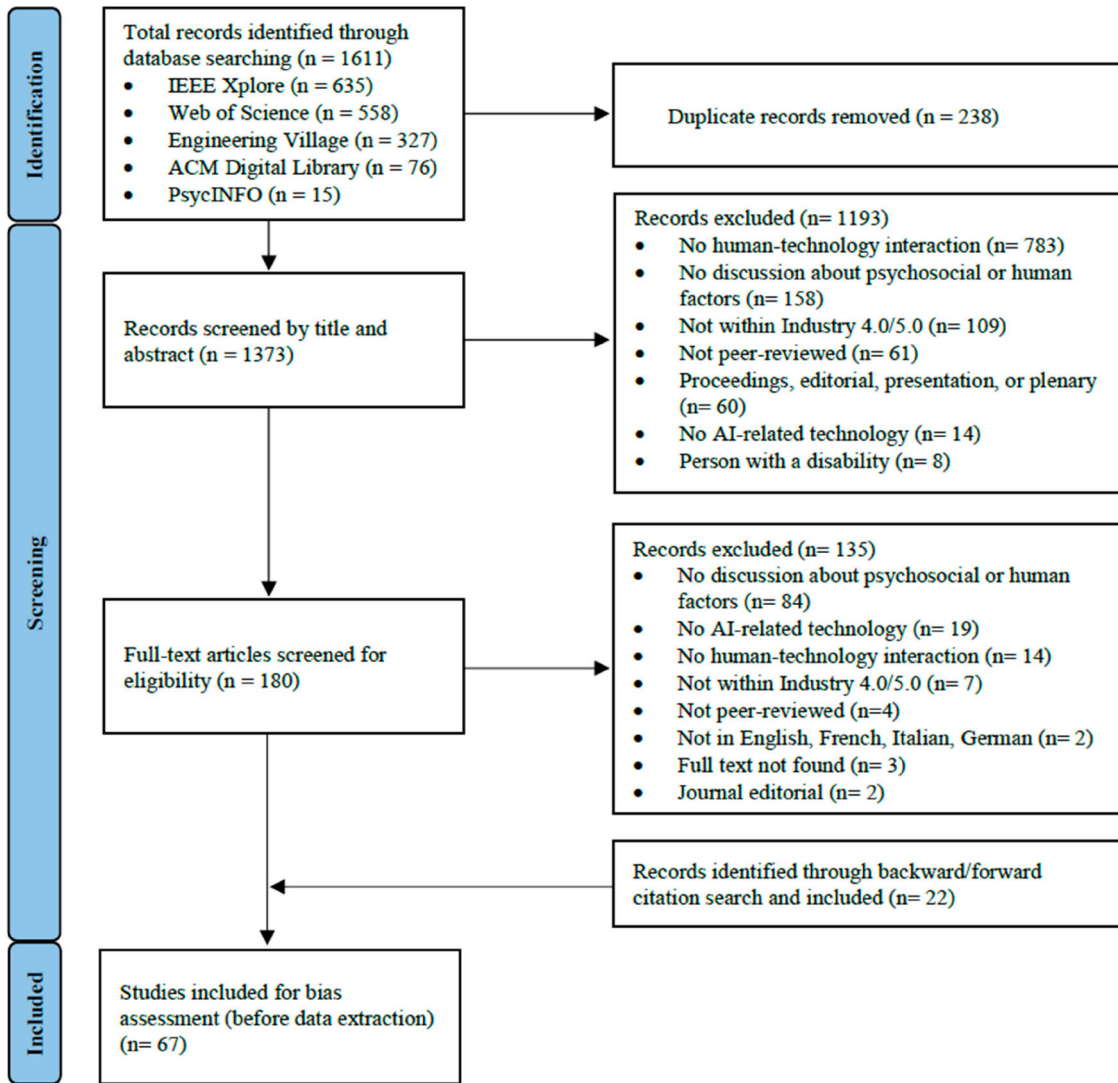 Identification
Total records identified through
database searching (n = 1611)
• IEEE Xplore (n = 635)
• Web of Science (n = 558)
• Engineering Village (n = 327)
• ACM Digital Library (n = 76)
• PsycINFO (n = 15)
Duplicate records removed (n = 238)
Screening
Records screened by title and
abstract (n = 1373)
Records excluded (n= 1193)
• No human-technology interaction (n= 783)
• No discussion about psychosocial or human
factors (n= 158)
• Not within Industry 4.0/5.0 (n= 109)
• Not peer-reviewed (n= 61)
• Proceedings, editorial, presentation, or plenary
(n= 60)
• No AI-related technology (n= 14)
• Person with a disability (n= 8)
Full-text articles screened for
eligibility (n = 180)
Records excluded (n= 135)
• No discussion about psychosocial or human
factors (n= 84)
• No AI-related technology (n= 19)
• No human-technology interaction (n= 14)
• Not within Industry 4.0/5.0 (n= 7)
• Not peer-reviewed (n=4)
• Not in English, French, Italian, German (n= 2)
• Full text not found (n= 3)
• Journal editorial (n= 2)
Records identified through backward/forward
citation search and included (n= 22)
Included
Studies included for bias
assessment (before data extraction)
(n= 67)